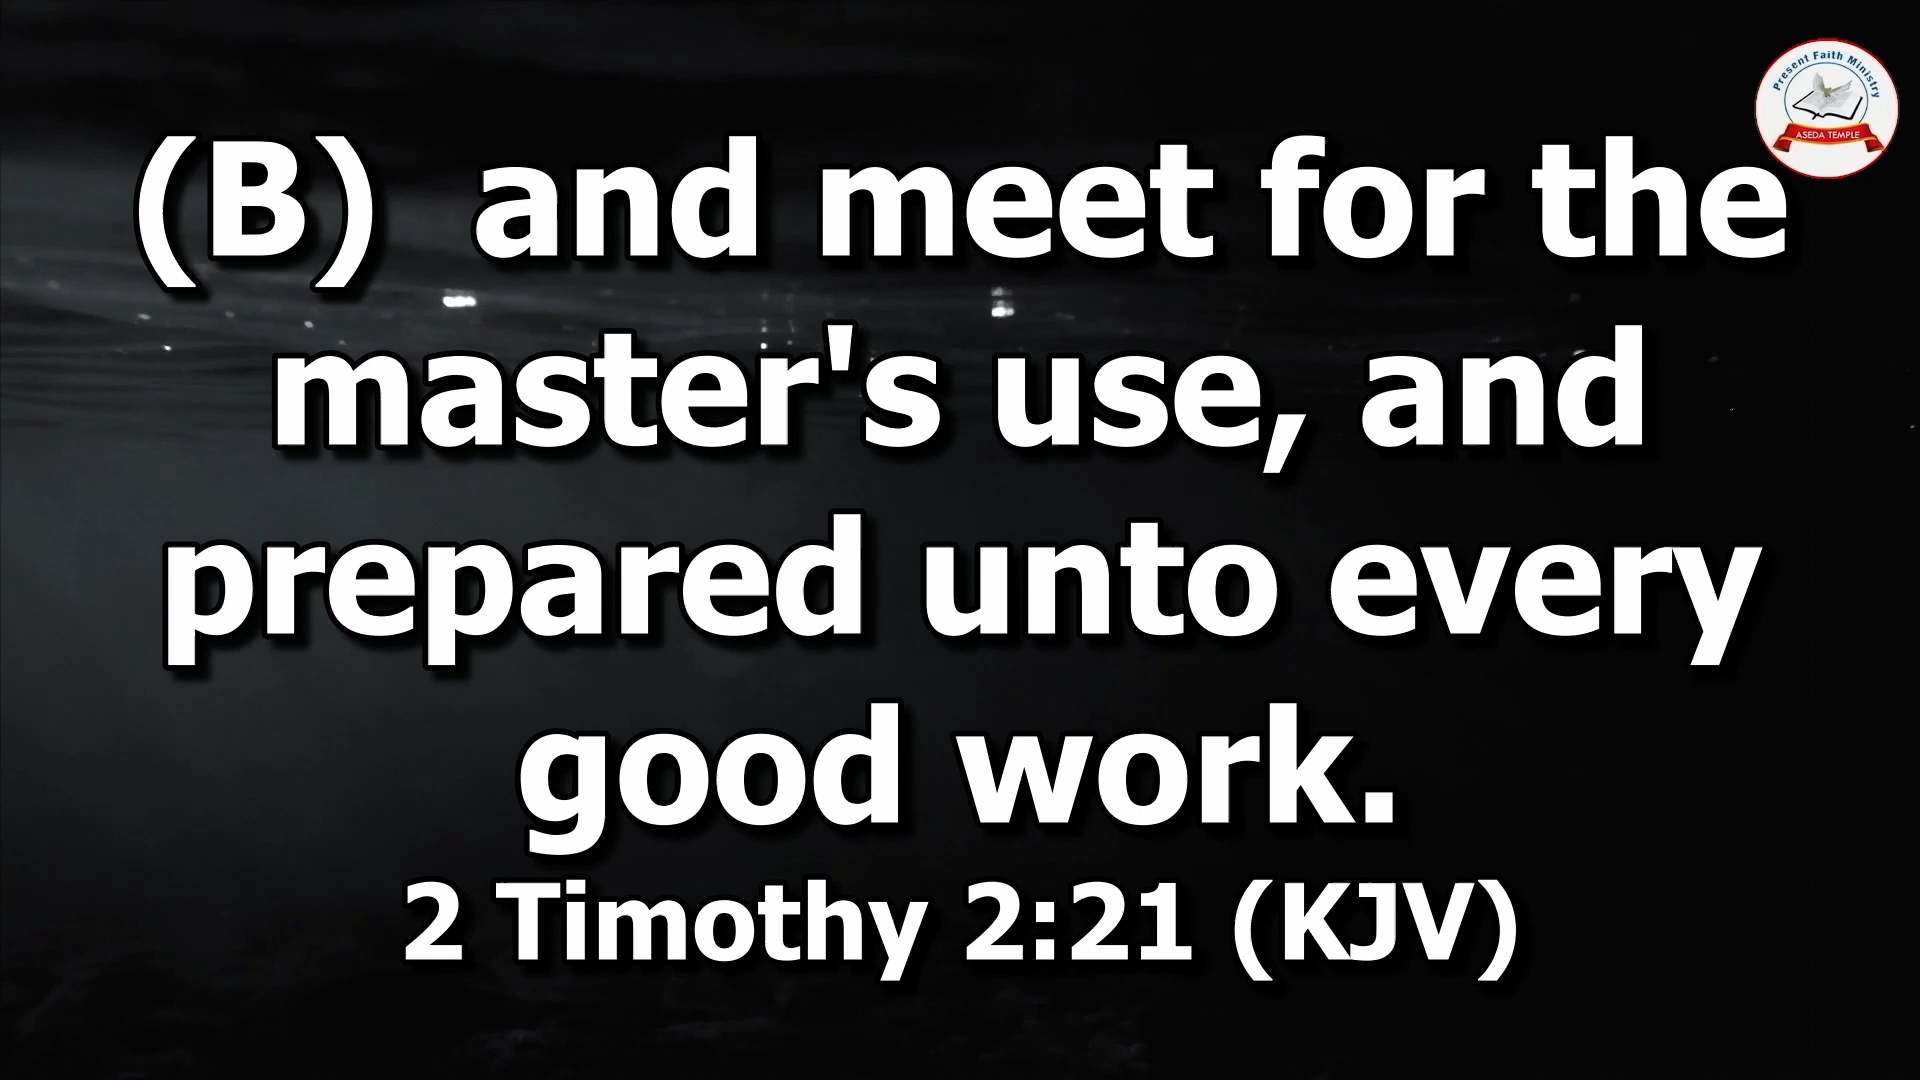 Present Faith Ministry
ASEDA TEMPLE
(B)  and meet for the
master's use, and
prepared unto every
good work.
2 Timothy 2:21 (KJV)